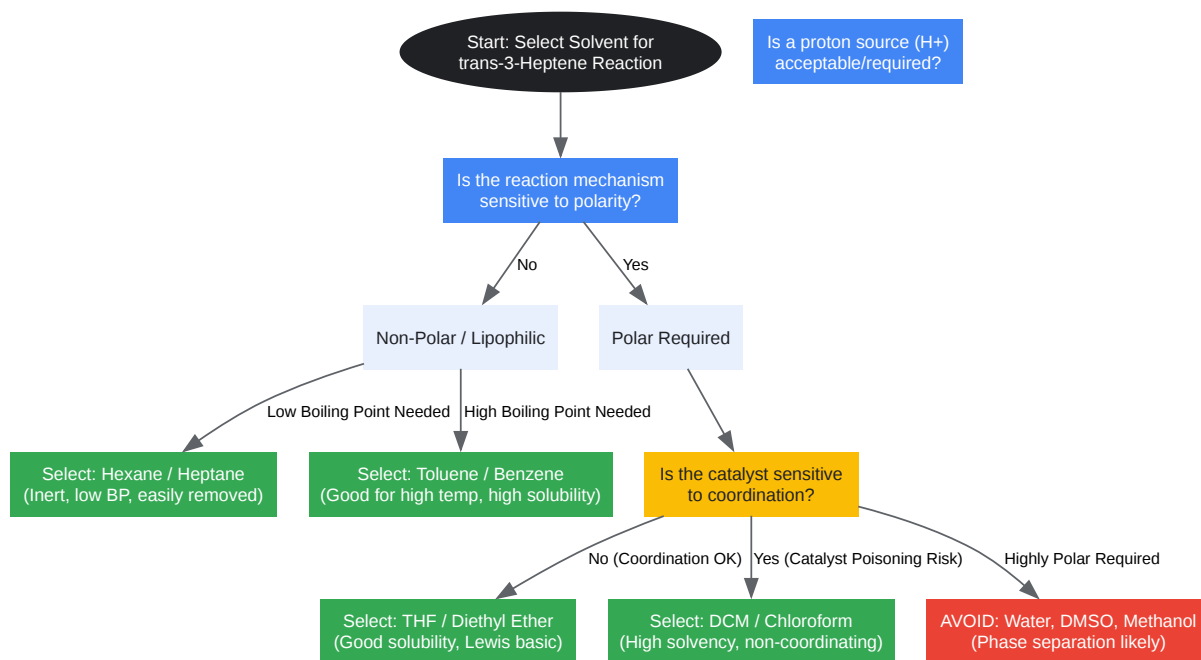 Start: Select Solvent for
trans-3-Heptene Reaction
Is a proton source (H+)
acceptable/required?
Is the reaction mechanism
sensitive to polarity?
No
Yes
Non-Polar / Lipophilic
Polar Required
Low Boiling Point Needed
High Boiling Point Needed
Select: Hexane / Heptane
(Inert, low BP, easily removed)
Select: Toluene / Benzene
(Good for high temp, high solubility)
Is the catalyst sensitive
to coordination?
No (Coordination OK)
Yes (Catalyst Poisoning Risk)
Highly Polar Required
Select: THF / Diethyl Ether
(Good solubility, Lewis basic)
Select: DCM / Chloroform
(High solvency, non-coordinating)
AVOID: Water, DMSO, Methanol
(Phase separation likely)